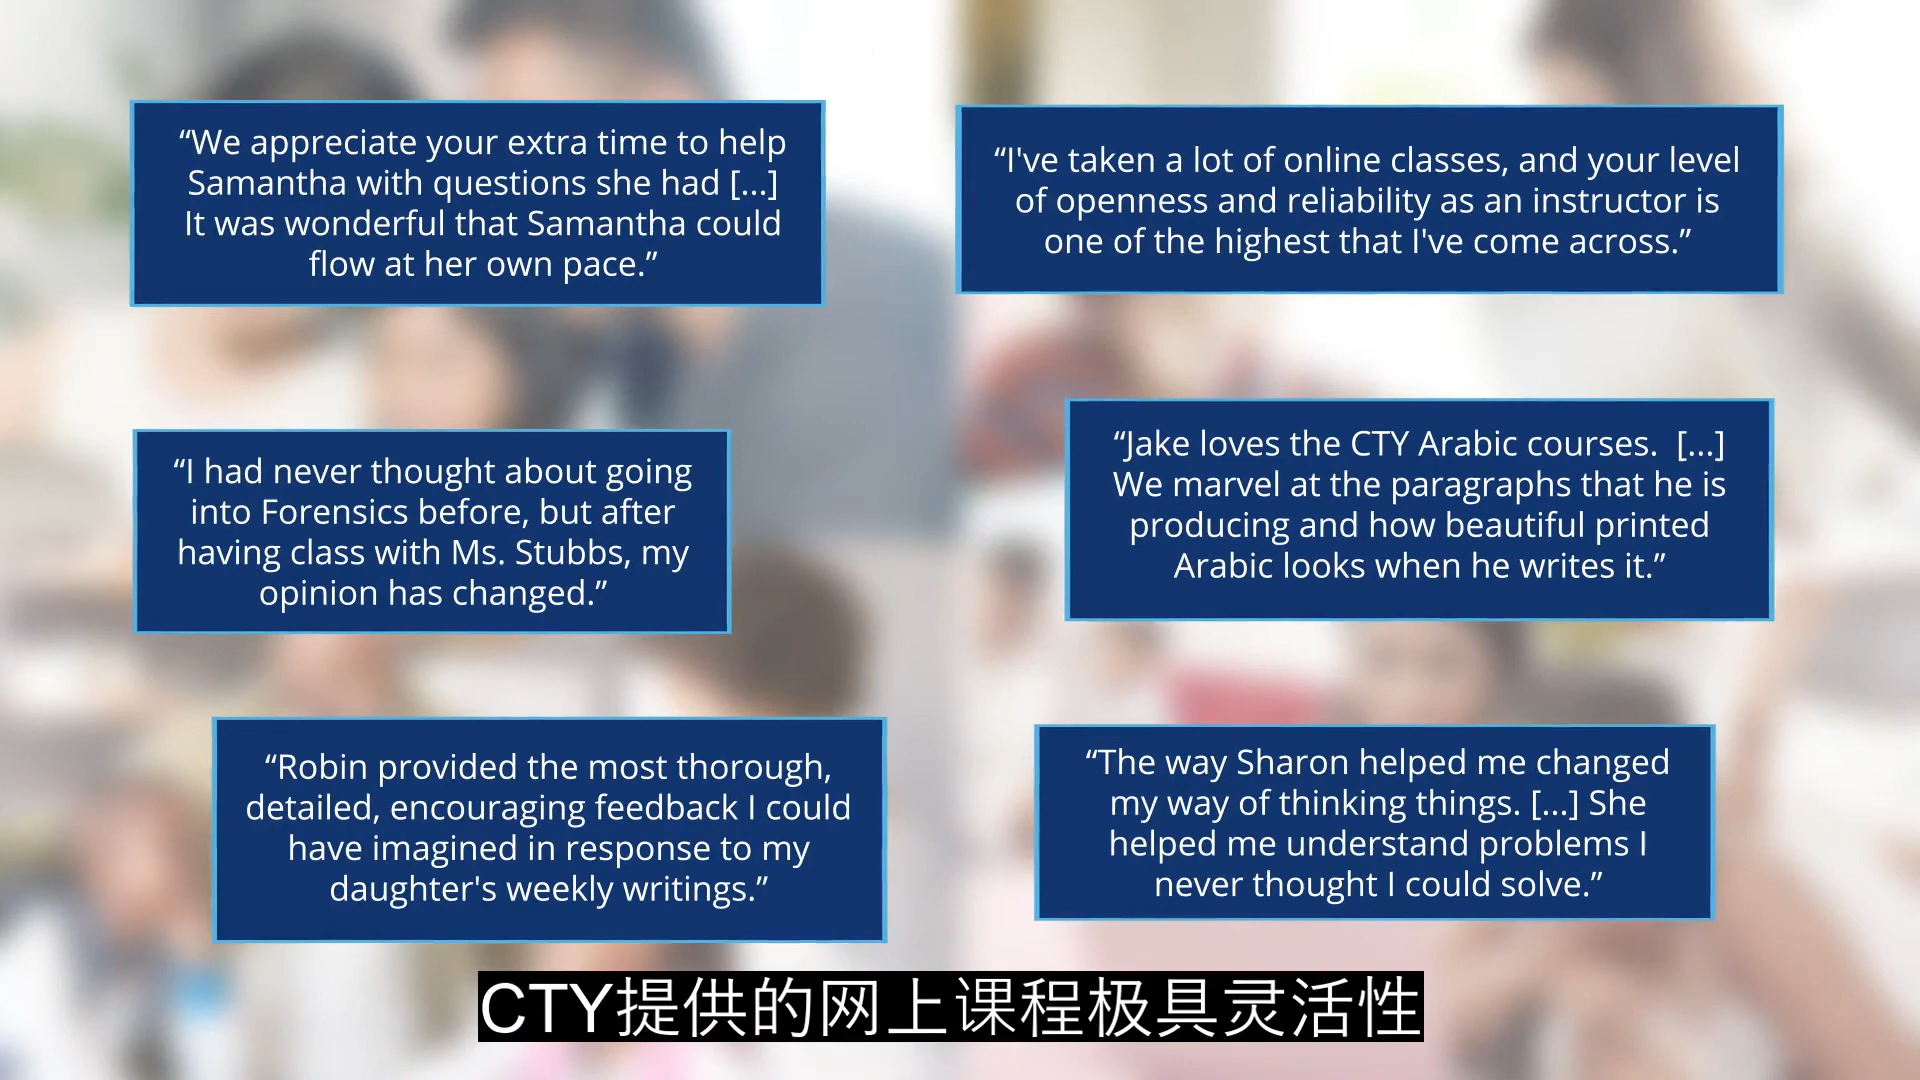 “We appreciate your extra time to help
Samantha with questions she had [...]
It was wonderful that Samantha could
flow at her own pace.”
“I've taken a lot of online classes, and your level
of openness and reliability as an instructor is
one of the highest that I've come across.”
“I had never thought about going
into Forensics before, but after
having class with Ms. Stubbs, my
opinion has changed.”
“Jake loves the CTY Arabic courses.  [...]
We marvel at the paragraphs that he is
producing and how beautiful printed
Arabic looks when he writes it.”
“Robin provided the most thorough,
detailed, encouraging feedback I could
have imagined in response to my
daughter's weekly writings.”
“The way Sharon helped me changed
my way of thinking things. [...] She
helped me understand problems I
never thought I could solve.”
CTY提供的网上课程极具灵活性